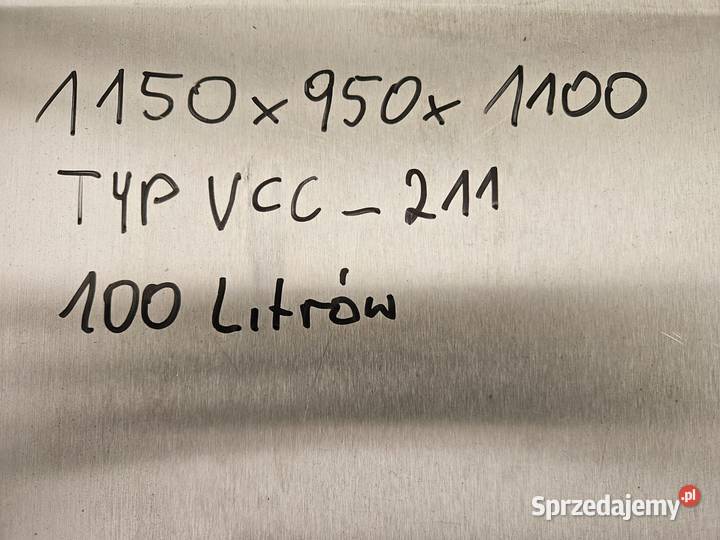 1150x950x1100
TYP VCC-211
100 Litrów
Sprzedajemy.pl